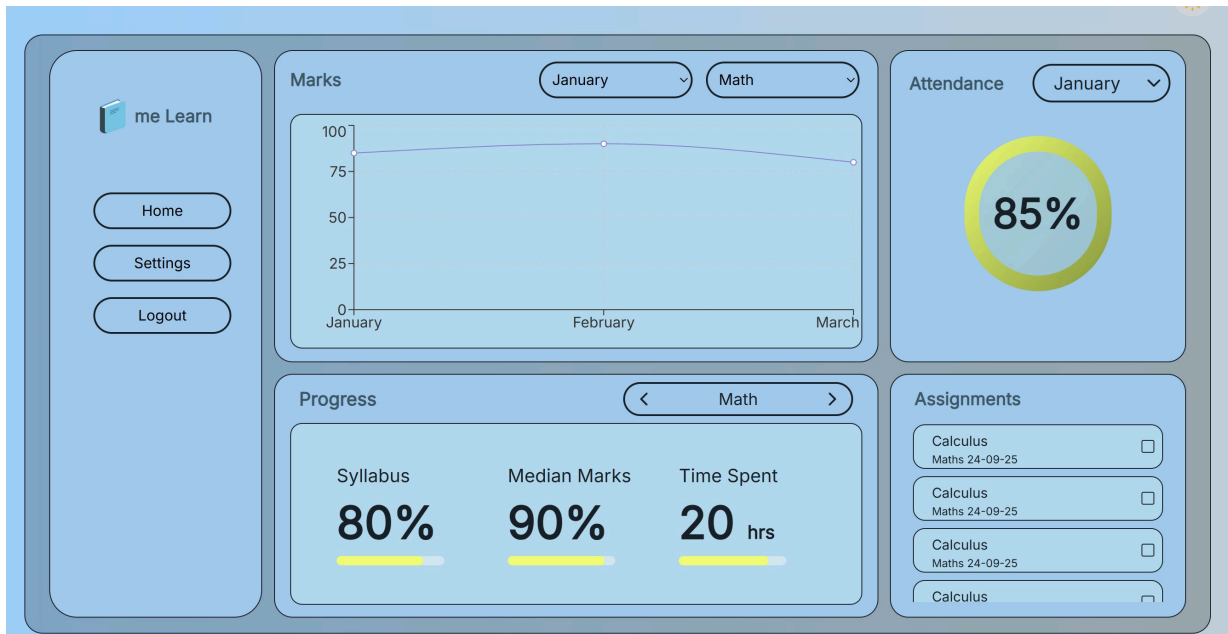 me Learn
Home
Settings
Logout
Marks
January
Math
100
75
50
25
0
January
February
March
Attendance
January
85%
Progress
Math
Syllabus
80%
Median Marks
90%
Time Spent
20 hrs
Assignments
Calculus
Maths 24-09-25
Calculus
Maths 24-09-25
Calculus
Maths 24-09-25
Calculus